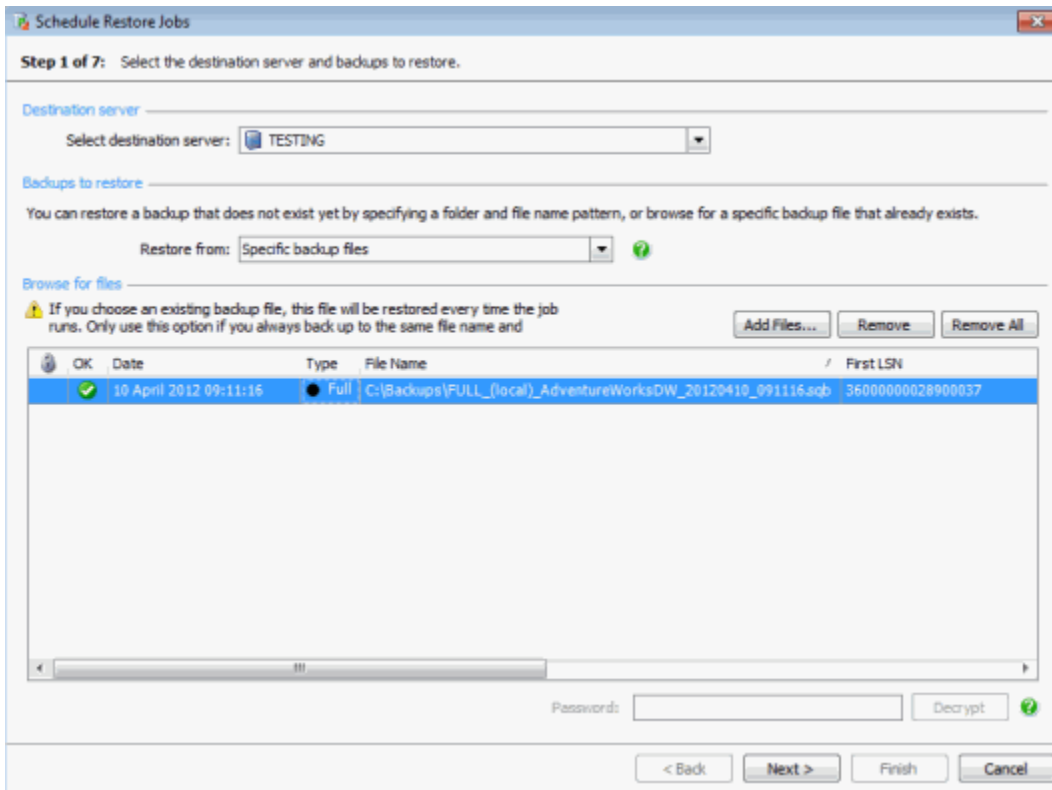 Schedule Restore Jobs
Step 1 of 7: Select the destination server and backups to restore.
Destination server
Select destination server: TESTING
Backups to restore
You can restore a backup that does not exist yet by specifying a folder and file name pattern, or browse for a specific backup file that already exists.
Restore from: Specific backup files
Browse for files
If you choose an existing backup file, this file will be restored every time the job
runs. Only use this option if you always back up to the same file name and
Add Files... Remove Remove All
OK Date Type File Name First LSN
10 April 2012 09:11:16 Full C:\Backups\FULL_(local)_AdventureWorksDW_20120410_091116.sqb 36000000028900037
Password: Decrypt
< Back Next > Finish Cancel